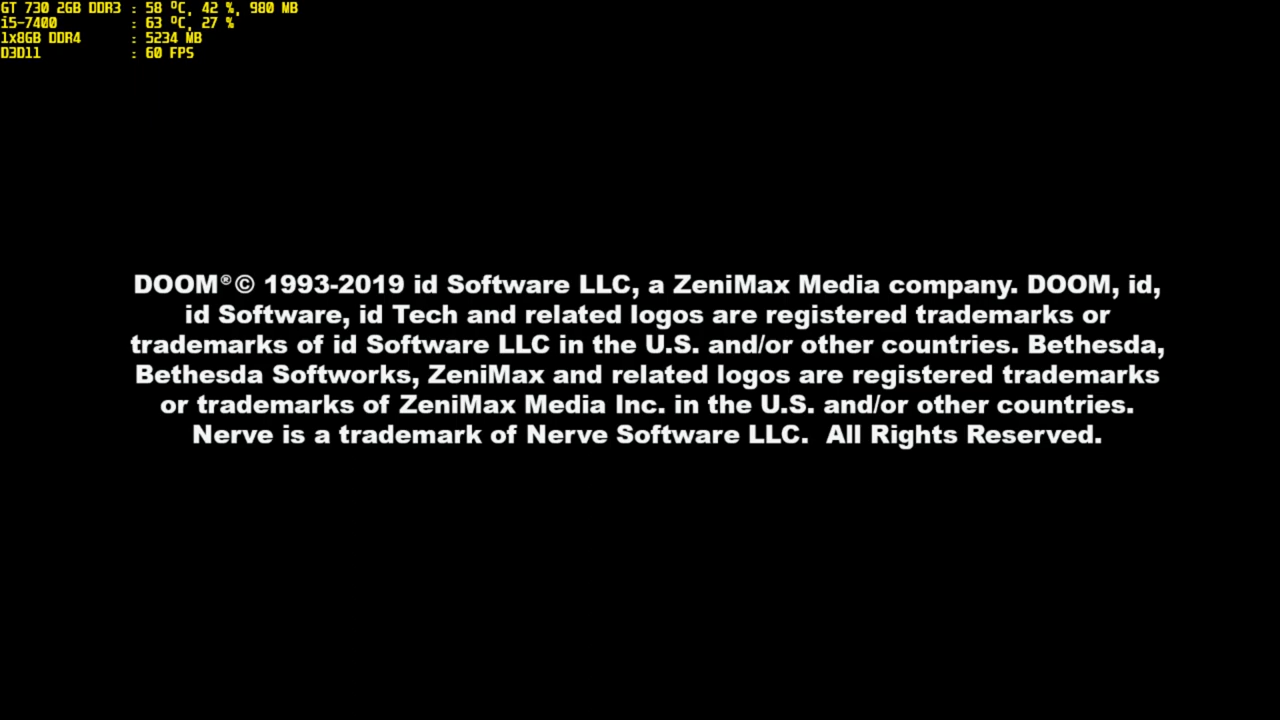 GT 730 2GB DDR3 : 58 ºC, 42 %, 980 MB
i5-7400 : 63 ºC, 27 %
1x8GB DDR4 : 5234 MB
D3D11 : 60 FPS
DOOM®© 1993-2019 id Software LLC, a ZeniMax Media company. DOOM, id,
id Software, id Tech and related logos are registered trademarks or
trademarks of id Software LLC in the U.S. and/or other countries. Bethesda,
Bethesda Softworks, ZeniMax and related logos are registered trademarks
or trademarks of ZeniMax Media Inc. in the U.S. and/or other countries.
Nerve is a trademark of Nerve Software LLC.  All Rights Reserved.